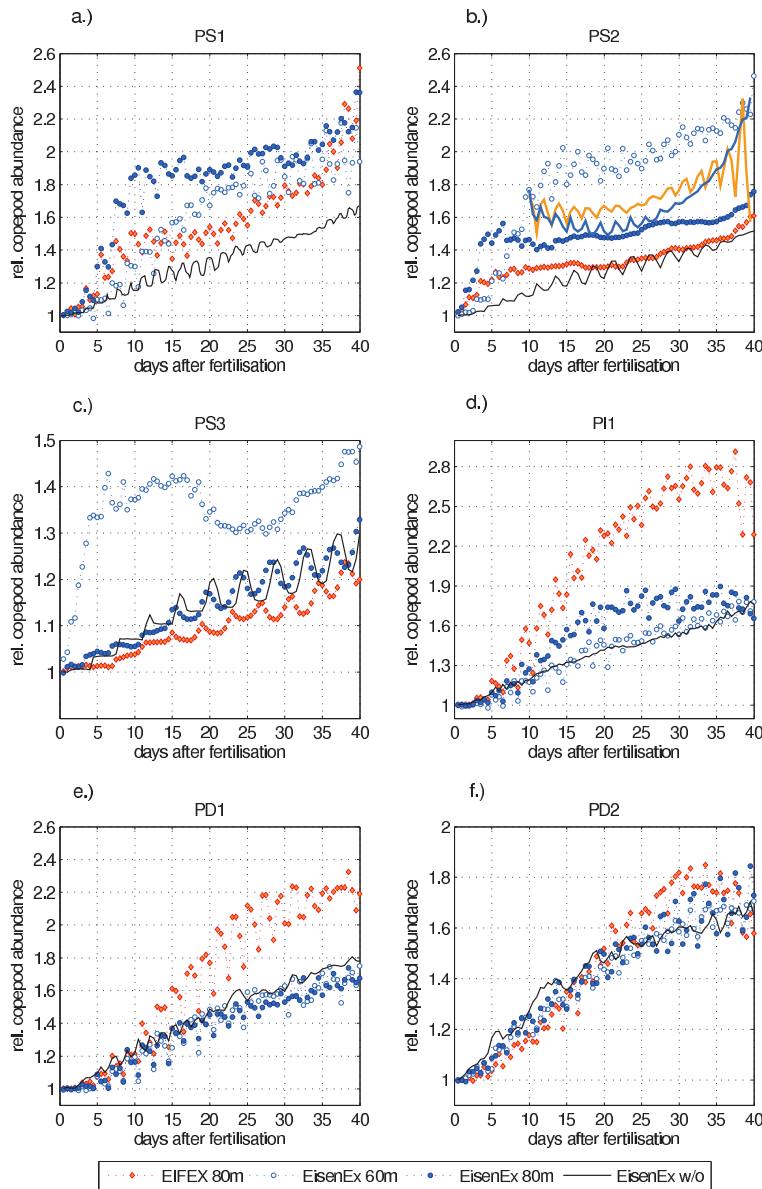 a.)
PS1
2.6
2.4
2.2
2
1.8
1.6
1.4
1.2
1
0 5 10 15 20 25 30 35 40
days after fertilisation
rel. copepod abundance
b.)
PS2
2.6
2.4
2.2
2
1.8
1.6
1.4
1.2
1
0 5 10 15 20 25 30 35 40
days after fertilisation
rel. copepod abundance
c.)
PS3
1.5
1.4
1.3
1.2
1.1
1
0 5 10 15 20 25 30 35 40
days after fertilisation
rel. copepod abundance
d.)
PI1
2.8
2.5
2.2
1.9
1.6
1.3
1
0 5 10 15 20 25 30 35 40
days after fertilisation
rel. copepod abundance
e.)
PD1
2.6
2.4
2.2
2
1.8
1.6
1.4
1.2
1
0 5 10 15 20 25 30 35 40
days after fertilisation
rel. copepod abundance
f.)
PD2
2
1.8
1.6
1.4
1.2
1
0 5 10 15 20 25 30 35 40
days after fertilisation
rel. copepod abundance
EIFEX 80m EisenEx 60m EisenEx 80m EisenEx w/o